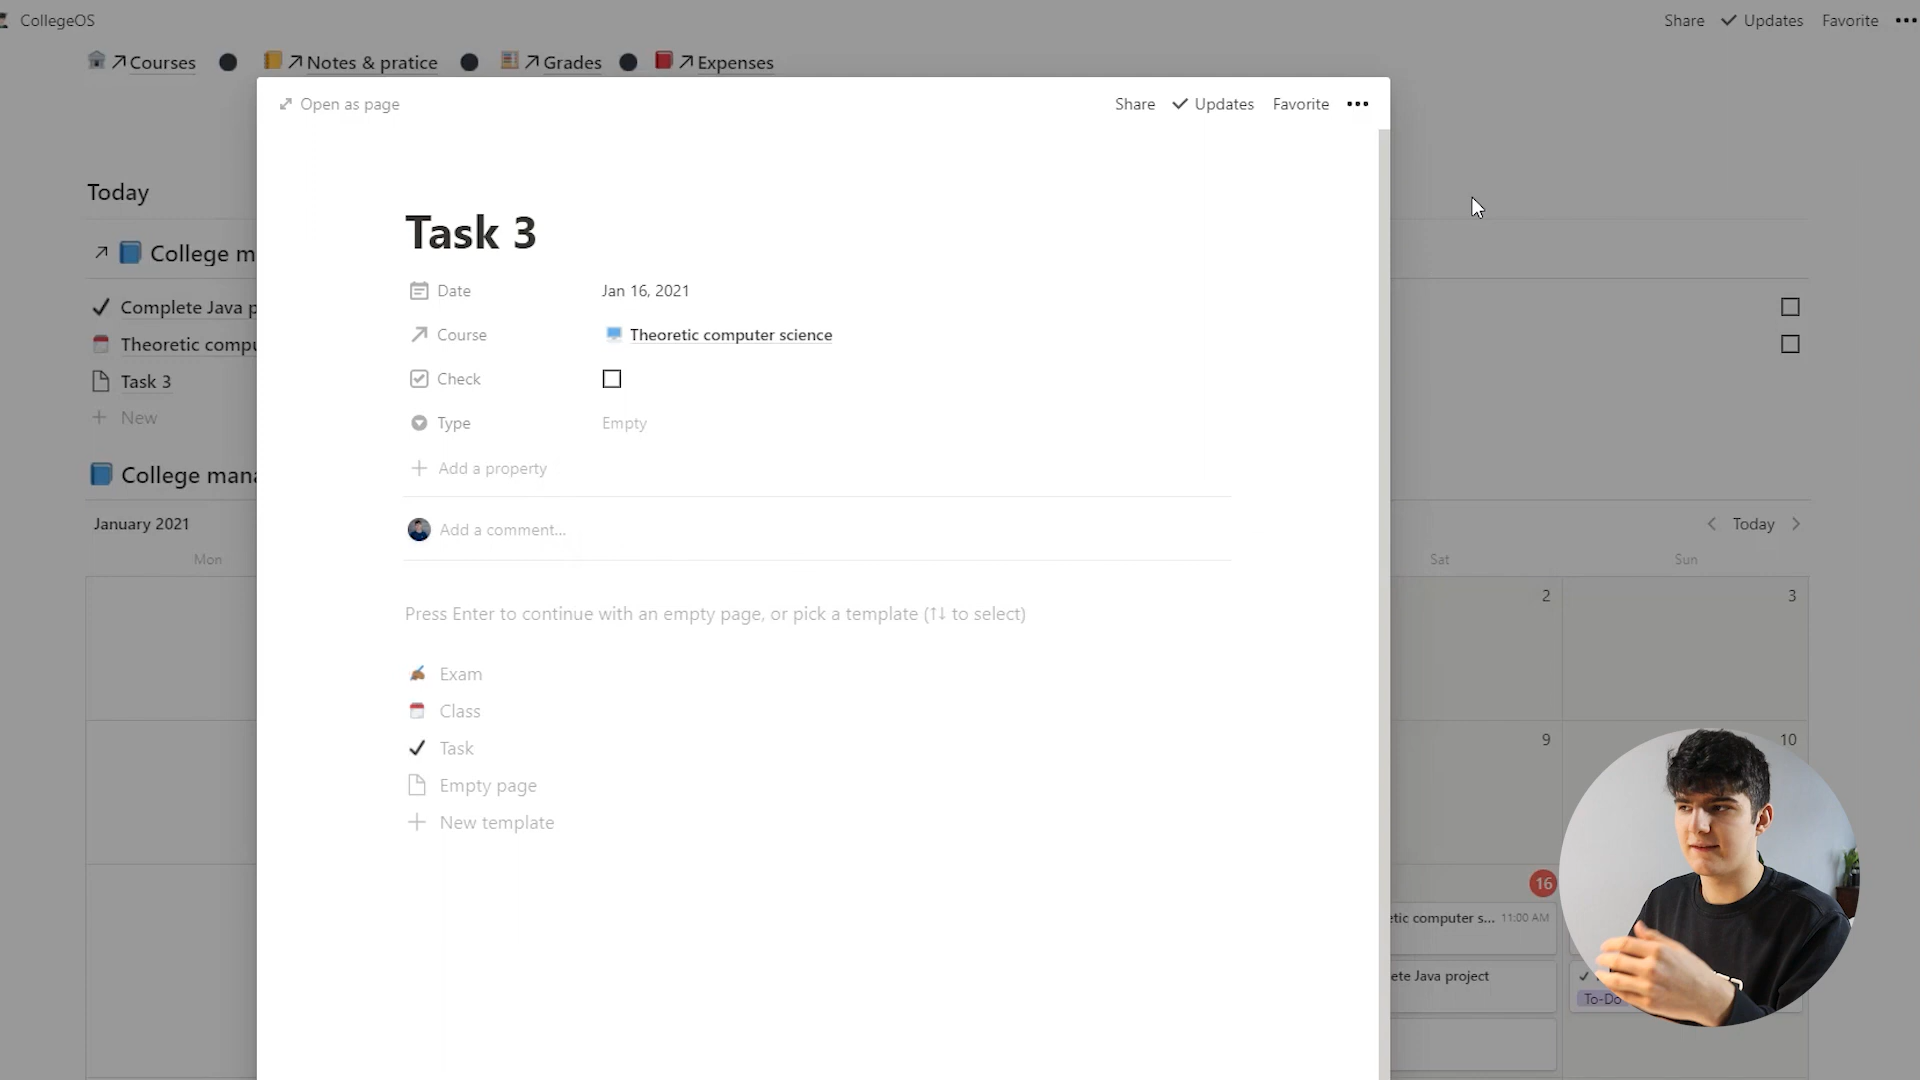 CollegeOS
Share Updates Favorite
Courses Notes & pratice Grades Expenses
Open as page
Share Updates Favorite
Today
Task 3
College m
Date Jan 16, 2021
Complete Java p
Course Theoretic computer science
Theoretic compu
Check
Task 3
New
Type Empty
Add a property
College mana
January 2021
Add a comment...
Today
Mon
Sat
Sun
Press Enter to continue with an empty page, or pick a template (↑↓ to select)
2
3
Exam
Class
Task
9
10
Empty page
New template
16
etic computer s... 11:00 AM
ete Java project
To-Do